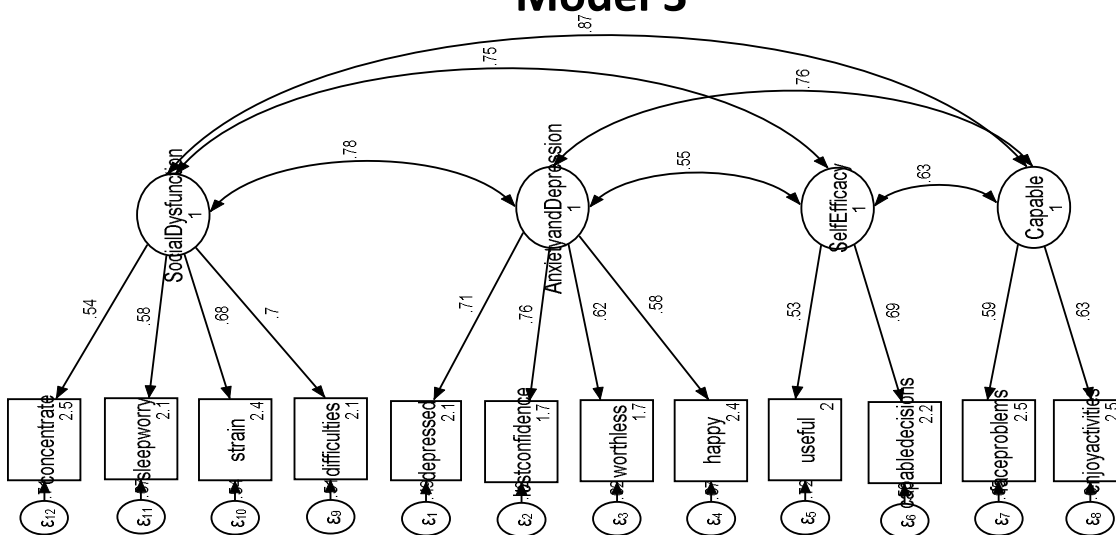 Model 5
.87
.75
.76
.78
.55
.63
SocialDysfunction
1
AnxietyandDepression
1
SelfEfficacy
1
Capable
1
.54
.58
.68
.7
.71
.76
.62
.58
.53
.69
.59
.63
concentrate
2.5
sleepworry
2.1
strain
2.4
difficulties
2.1
depressed
2.1
lostconfidence
1.7
worthless
1.7
happy
2.4
useful
2
capabledecisions
2.2
faceproblems
2.5
enjoyactivities
2.5
ε12
ε11
ε10
ε9
ε1
ε2
ε3
ε4
ε5
ε6
ε7
ε8